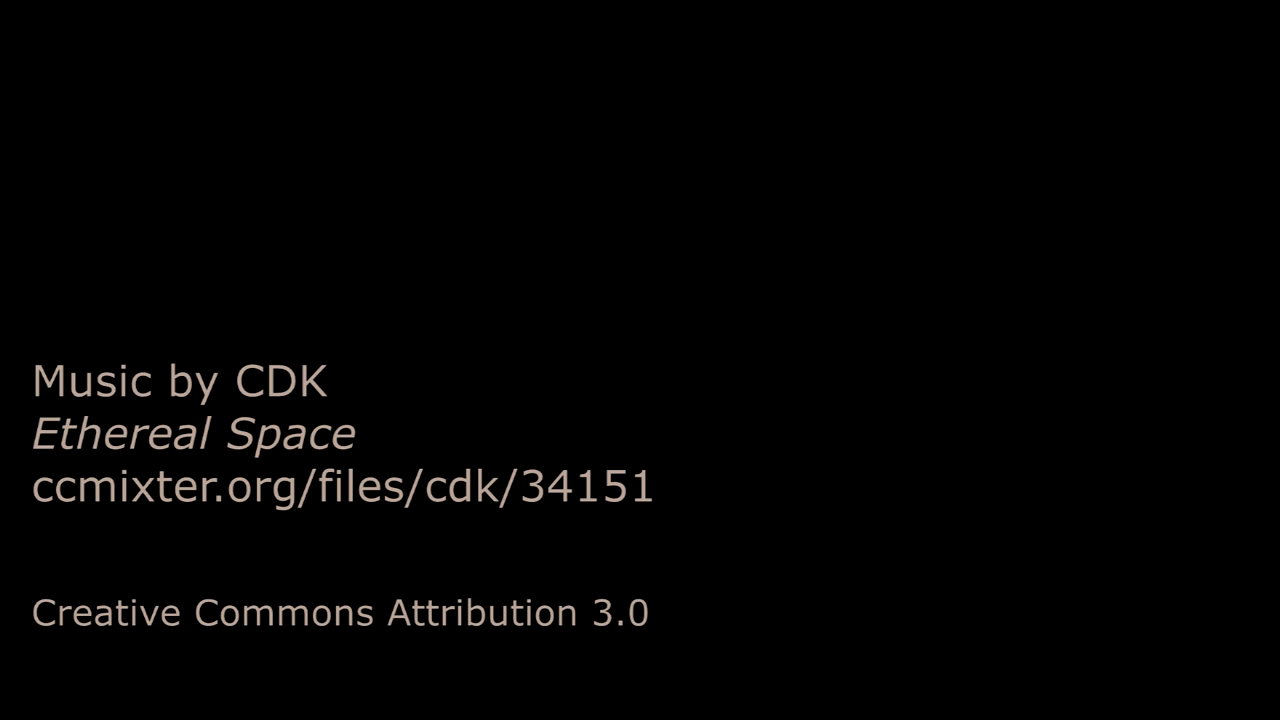 Music by CDK
Ethereal Space
ccmixter.org/files/cdk/34151
Creative Commons Attribution 3.0